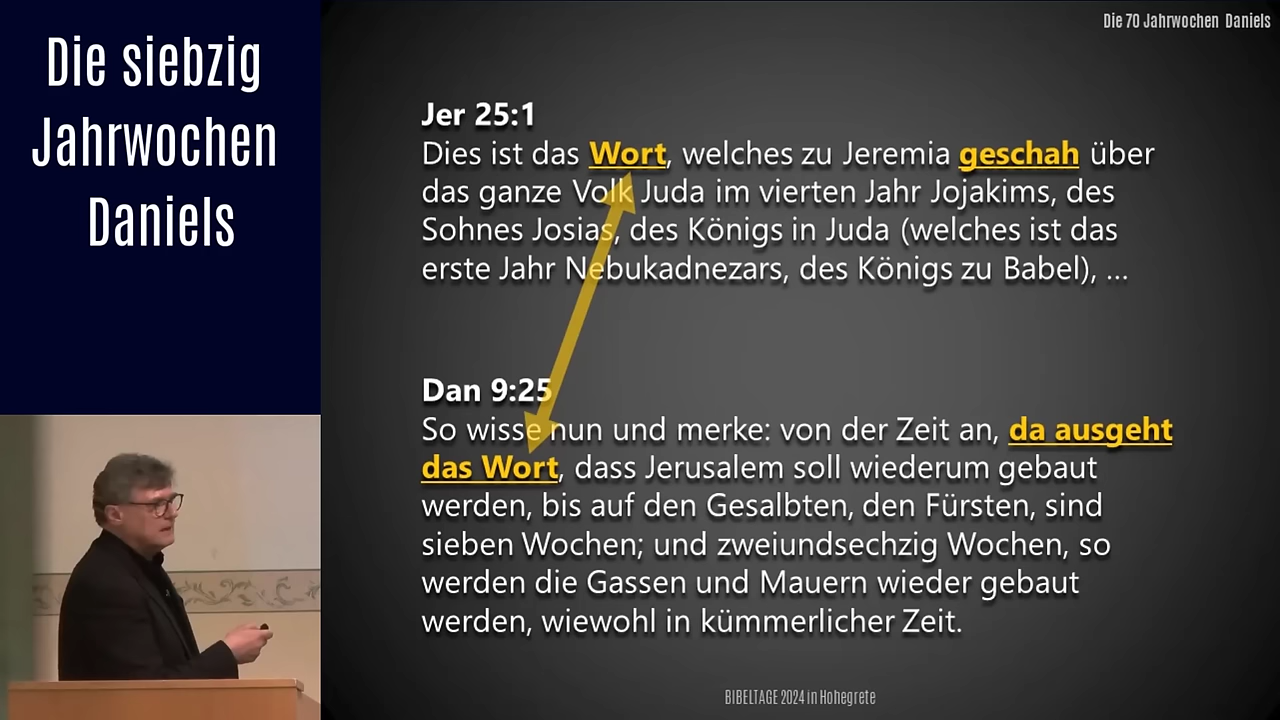 Die siebzig
Jahrwochen
Daniels
Die 70 Jahrwochen Daniels
Jer 25:1
Dies ist das Wort, welches zu Jeremia geschah über
das ganze Volk Juda im vierten Jahr Jojakims, des
Sohnes Josias, des Königs in Juda (welches ist das
erste Jahr Nebukadnezars, des Königs zu Babel), ...
Dan 9:25
So wisse nun und merke: von der Zeit an, da ausgeht
das Wort, dass Jerusalem soll wiederum gebaut
werden, bis auf den Gesalbten, den Fürsten, sind
sieben Wochen; und zweiundsechzig Wochen, so
werden die Gassen und Mauern wieder gebaut
werden, wiewohl in kümmerlicher Zeit.
BIBELTAGE 2024 in Hohegrete